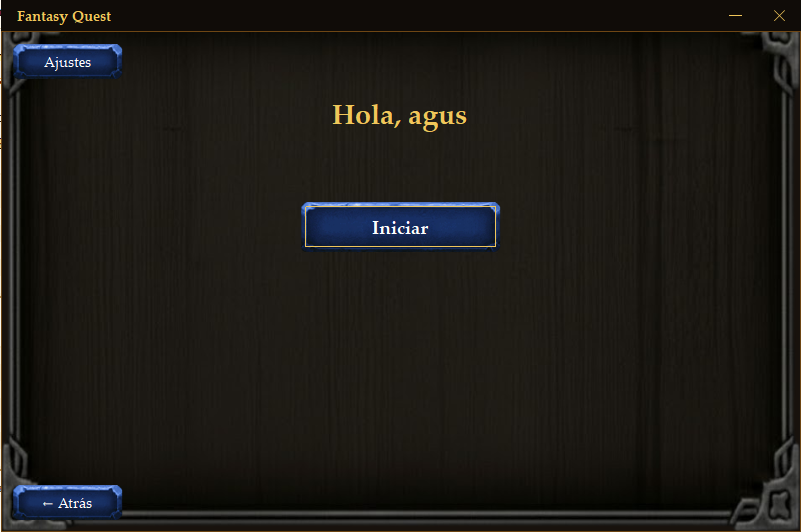 Fantasy Quest
Ajustes
Hola, agus
Iniciar
← Atrás